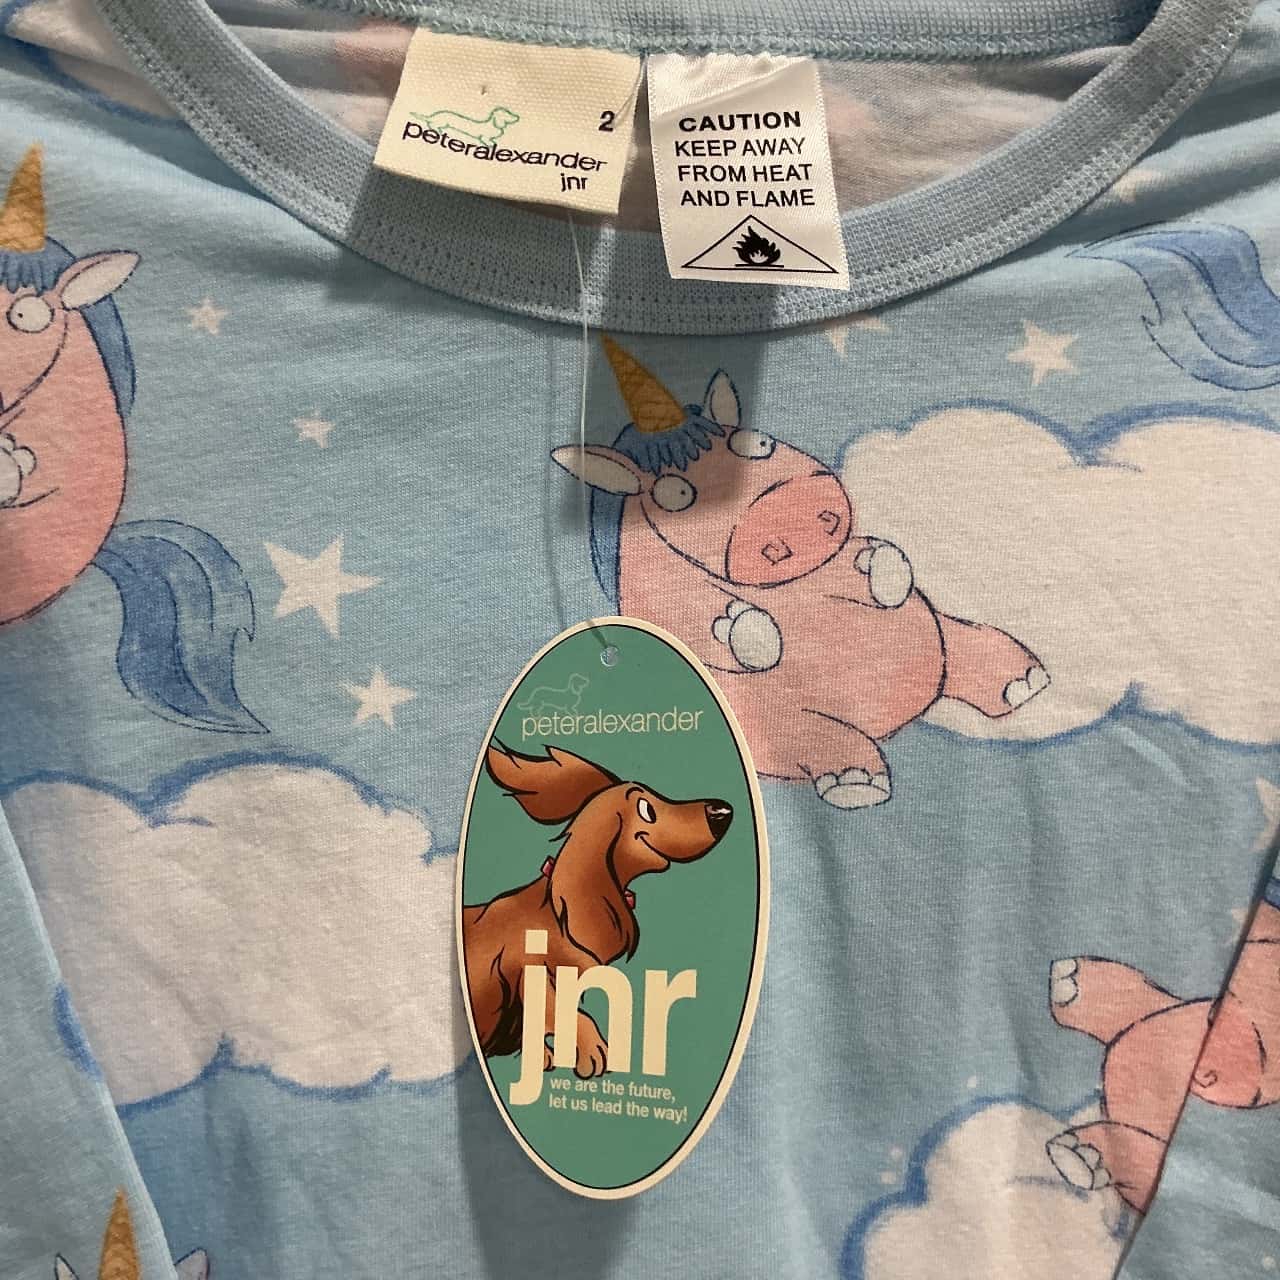 2
peteralexander
jnr
CAUTION
KEEP AWAY
FROM HEAT
AND FLAME
peteralexander
jnr
we are the future,
let us lead the way!